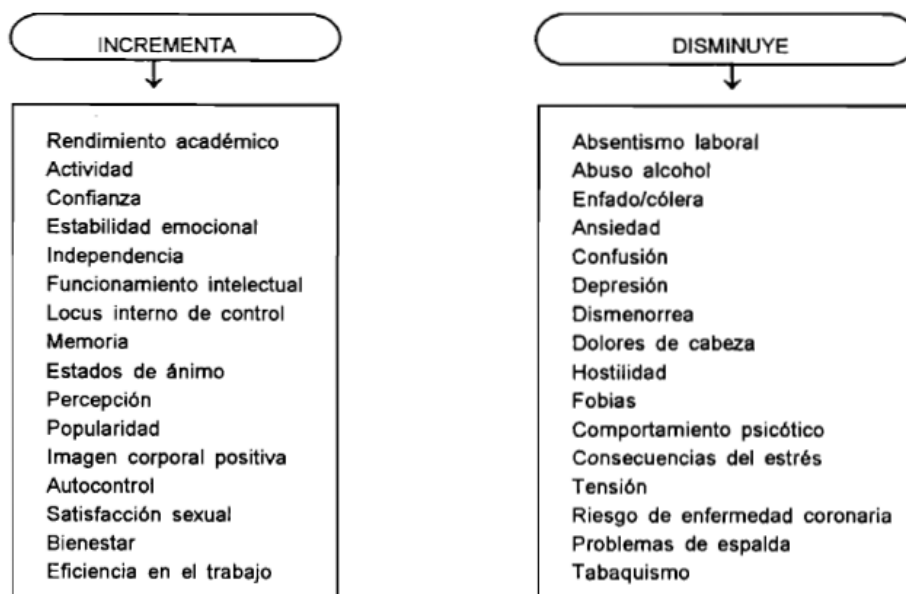 INCREMENTA
Rendimiento académico
Actividad
Confianza
Estabilidad emocional
Independencia
Funcionamiento intelectual
Locus interno de control
Memoria
Estados de ánimo
Percepción
Popularidad
Imagen corporal positiva
Autocontrol
Satisfacción sexual
Bienestar
Eficiencia en el trabajo
DISMINUYE
Absentismo laboral
Abuso alcohol
Enfado/cólera
Ansiedad
Confusión
Depresión
Dismenorrea
Dolores de cabeza
Hostilidad
Fobias
Comportamiento psicótico
Consecuencias del estrés
Tensión
Riesgo de enfermedad coronaria
Problemas de espalda
Tabaquismo